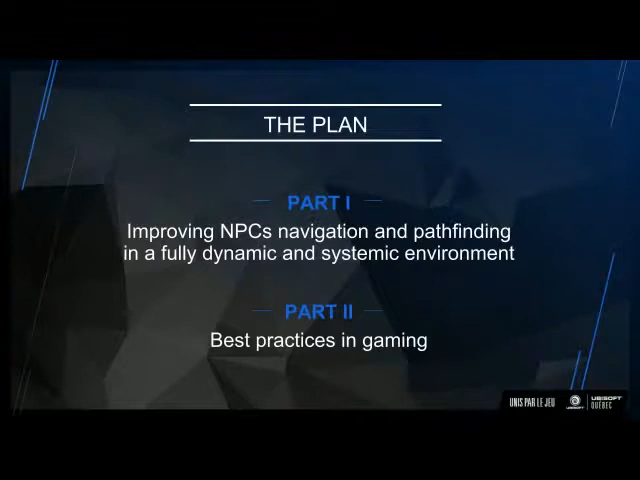 THE PLAN
PART I
Improving NPCs navigation and pathfinding
in a fully dynamic and systemic environment
PART II
Best practices in gaming
UNIS PAR LE JEU
UBISOFT
UBISOFT
QUÉBEC